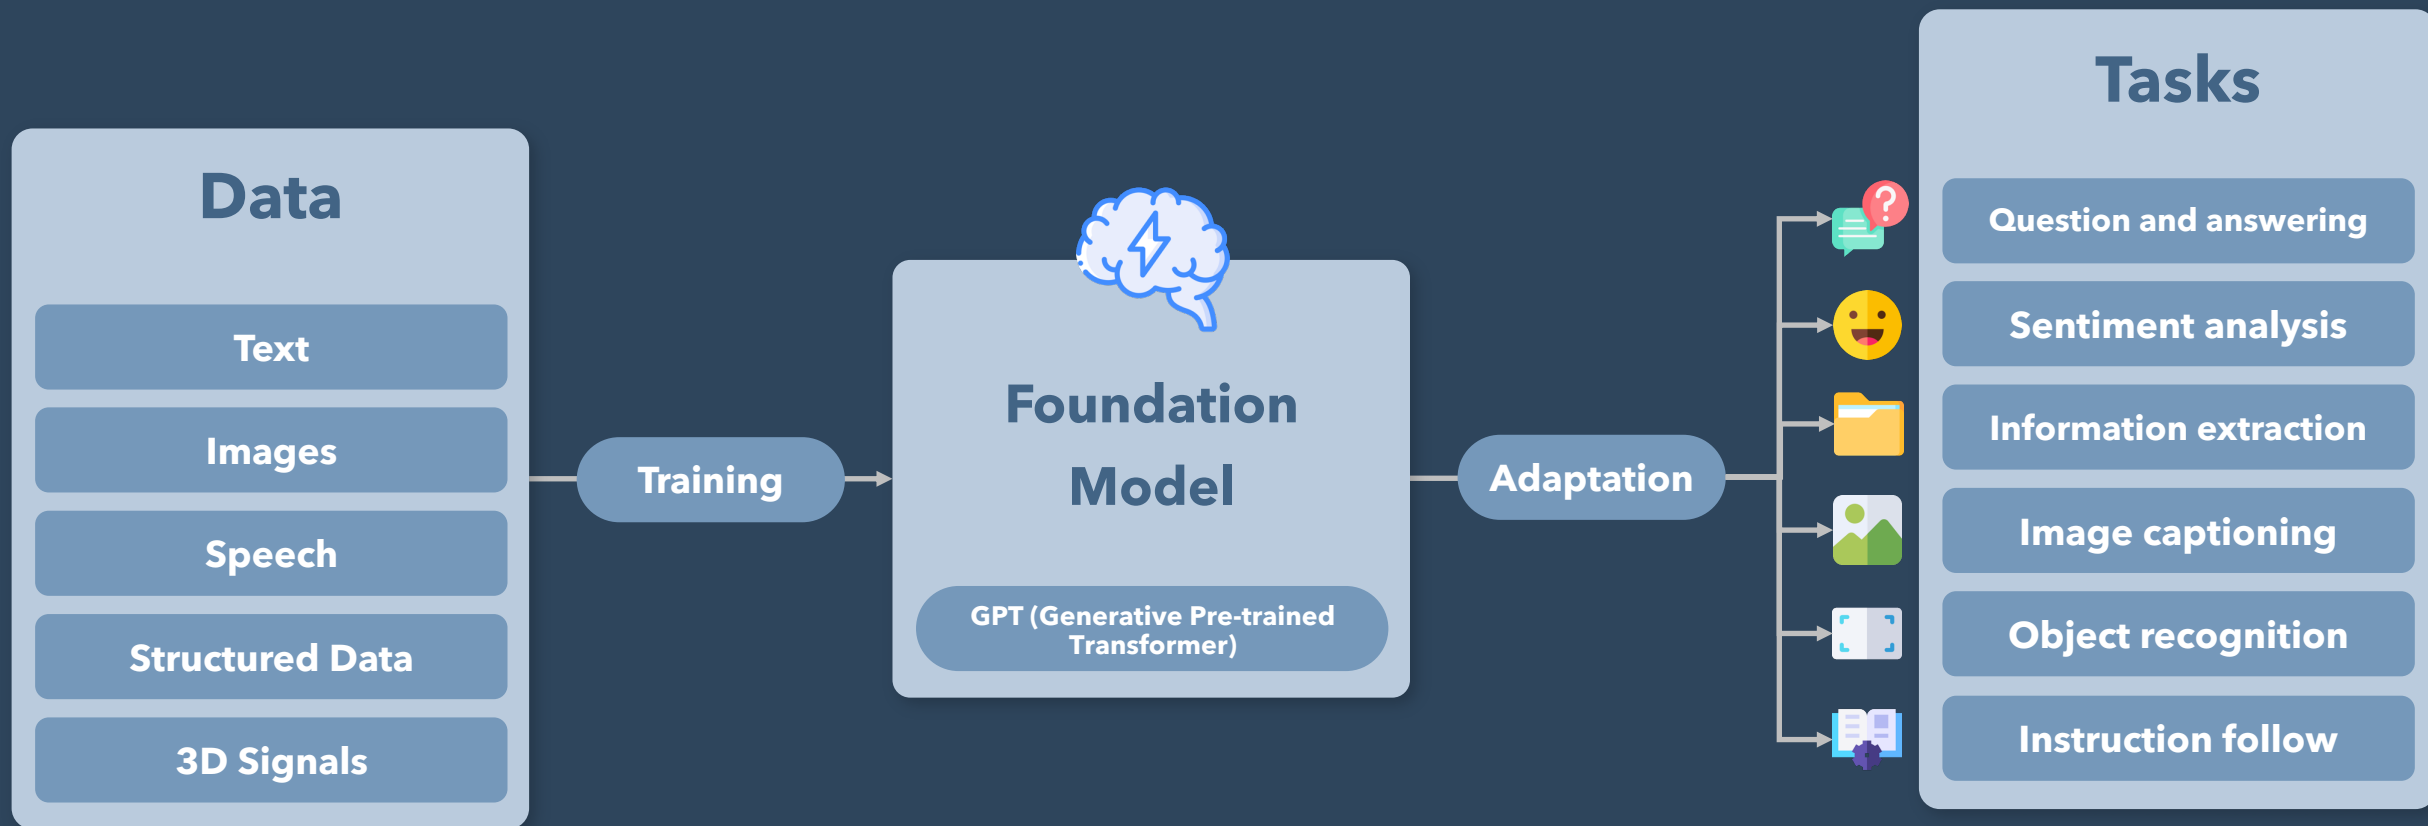 Data
Text
Images
Speech
Structured Data
3D Signals
Training
Foundation
Model
GPT (Generative Pre-trained
Transformer)
Adaptation
Tasks
Question and answering
Sentiment analysis
Information extraction
Image captioning
Object recognition
Instruction follow
?